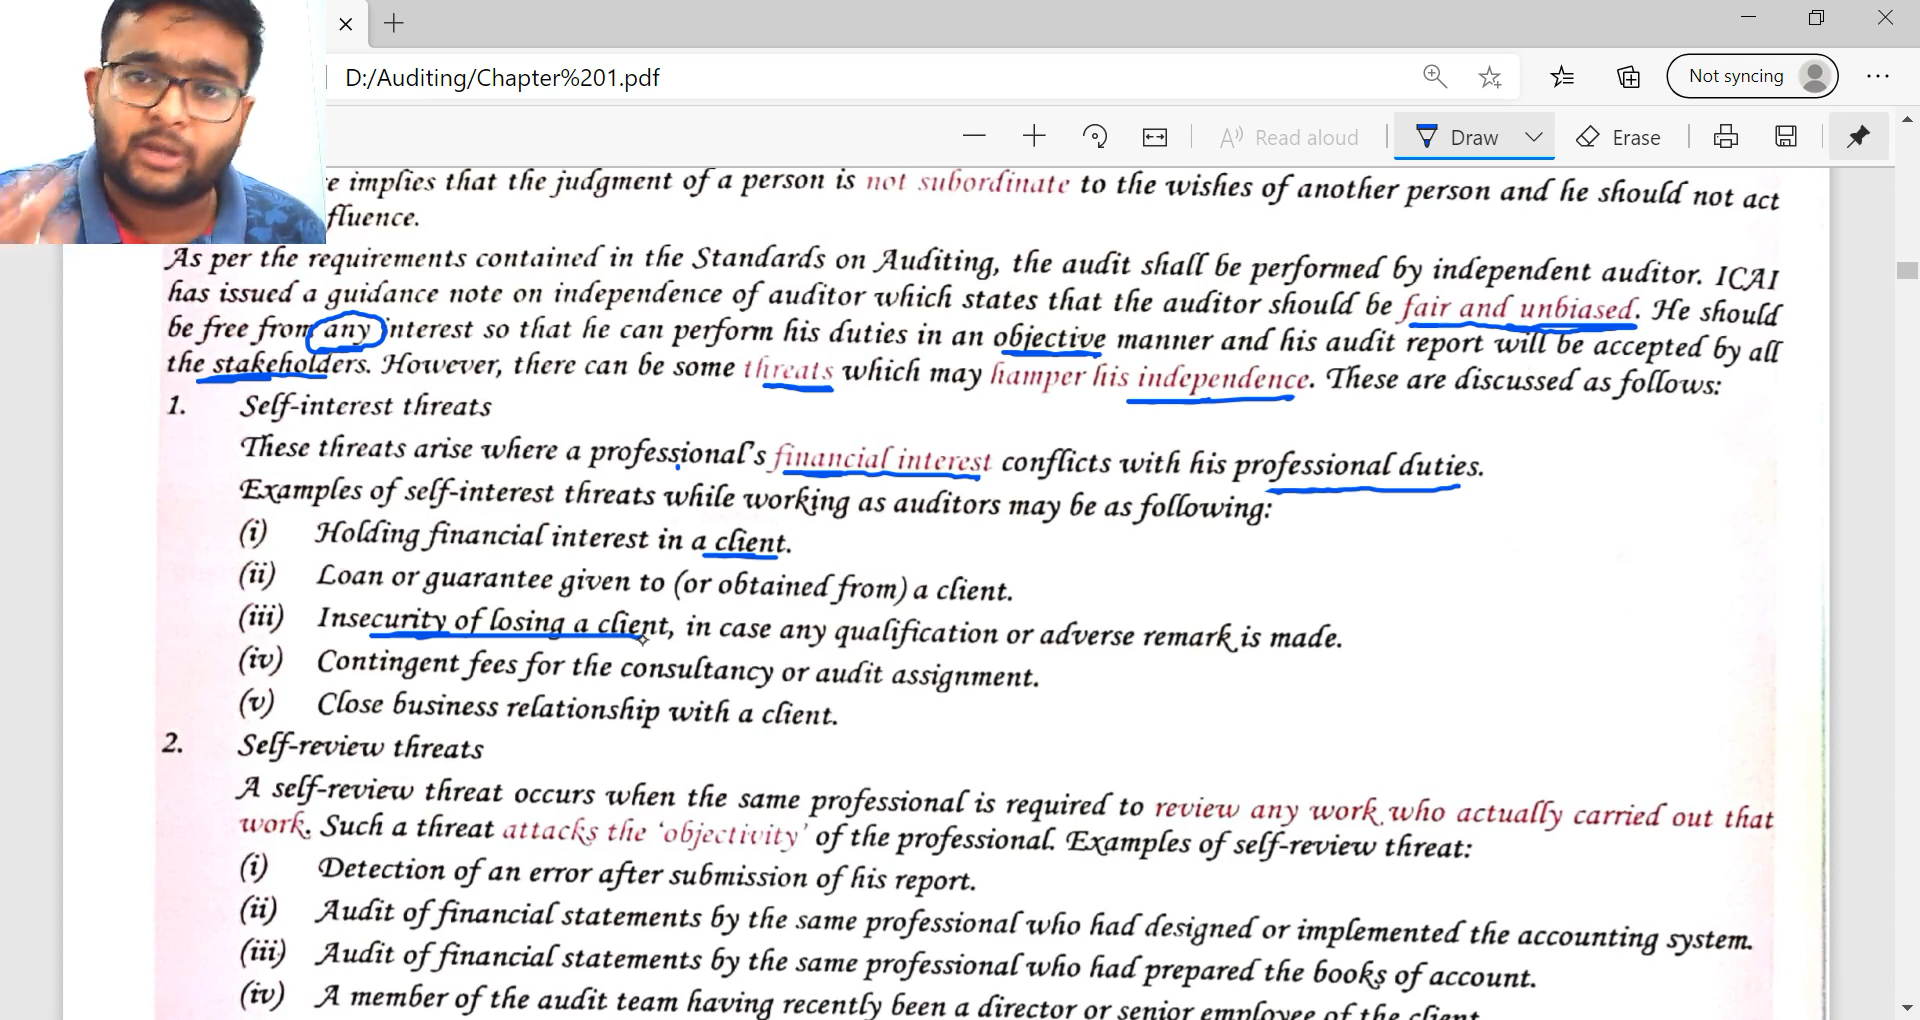 D:/Auditing/Chapter%201.pdf
Not syncing
Read aloud
Draw
Erase
e implies that the judgment of a person is not subordinate to the wishes of another person and he should not act
fluence.
As per the requirements contained in the Standards on Auditing, the audit shall be performed by independent auditor. ICAI
has issued a guidance note on independence of auditor which states that the auditor should be fair and unbiased. He should
be free from any interest so that he can perform his duties in an objective manner and his audit report will be accepted by all
the stakeholders. However, there can be some threats which may hamper his independence. These are discussed as follows:
1. Self-interest threats
These threats arise where a professional's financial interest conflicts with his professional duties.
Examples of self-interest threats while working as auditors may be as following:
(i) Holding financial interest in a client.
(ii) Loan or guarantee given to (or obtained from) a client.
(iii) Insecurity of losing a client, in case any qualification or adverse remark is made.
(iv) Contingent fees for the consultancy or audit assignment.
(v) Close business relationship with a client.
2. Self-review threats
A self-review threat occurs when the same professional is required to review any work who actually carried out that
work. Such a threat attacks the 'objectivity' of the professional. Examples of self-review threat:
(i) Detection of an error after submission of his report.
(ii) Audit of financial statements by the same professional who had designed or implemented the accounting system.
(iii) Audit of financial statements by the same professional who had prepared the books of account.
(iv) A member of the audit team having recently been a director or senior employee of the client.